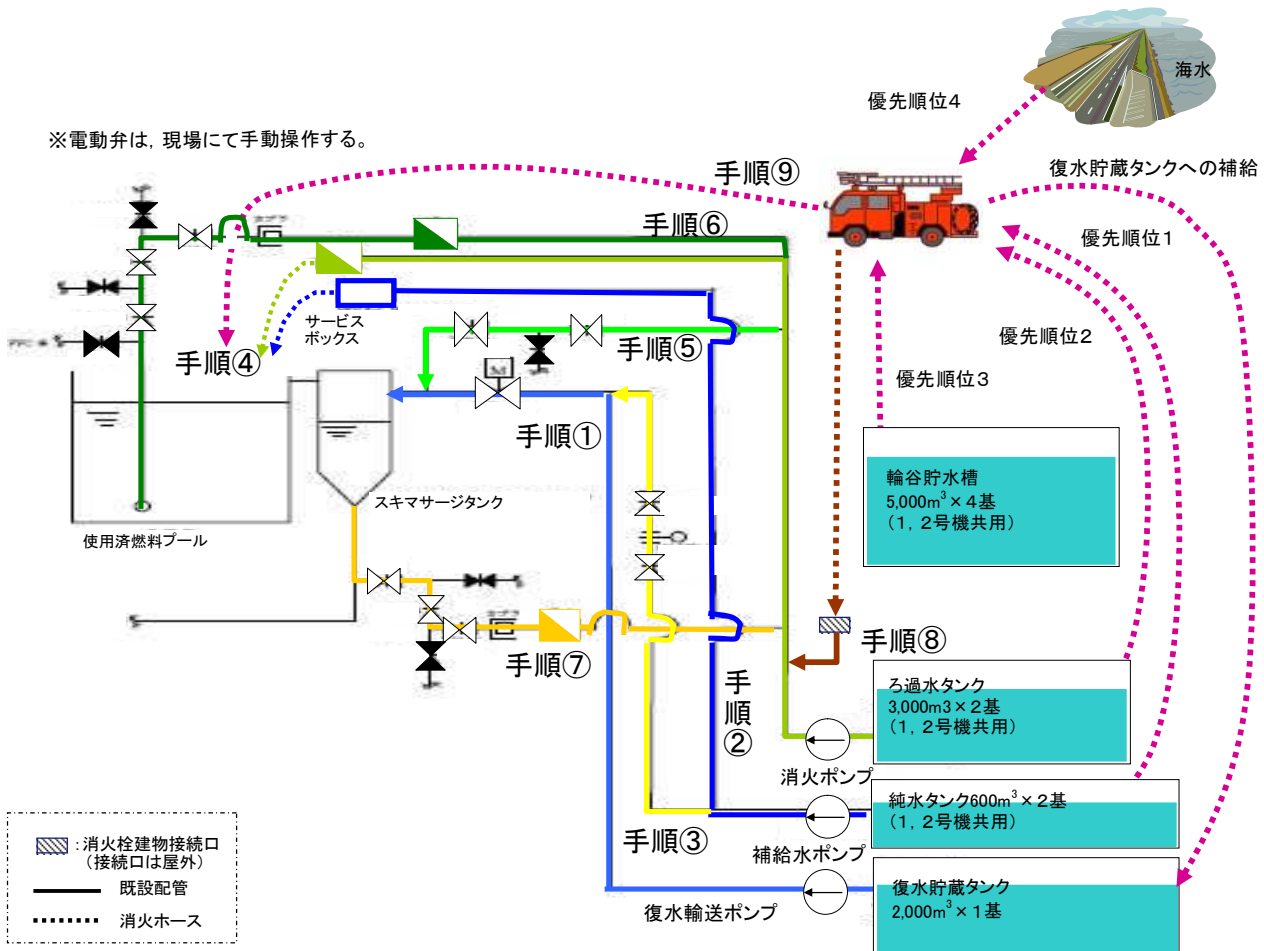 海水
優先順位4
※電動弁は，現場にて手動操作する。
手順⑨
復水貯蔵タンクへの補給
手順⑥
優先順位1
サービス
ボックス
優先順位2
手順④
手順⑤
優先順位3
M
手順①
輪谷貯水槽
5,000m³×4基
（1，2号機共用）
スキマサージタンク
使用済燃料プール
手順⑧
手順⑦
ろ過水タンク
3,000m3×2基
（1，2号機共用）
手順②
消火ポンプ
純水タンク600m³×2基
（1，2号機共用）
手順③
補給水ポンプ
:消火栓建物接続口
（接続口は屋外）
既設配管
復水貯蔵タンク
2,000m³×1基
復水輸送ポンプ
消火ホース